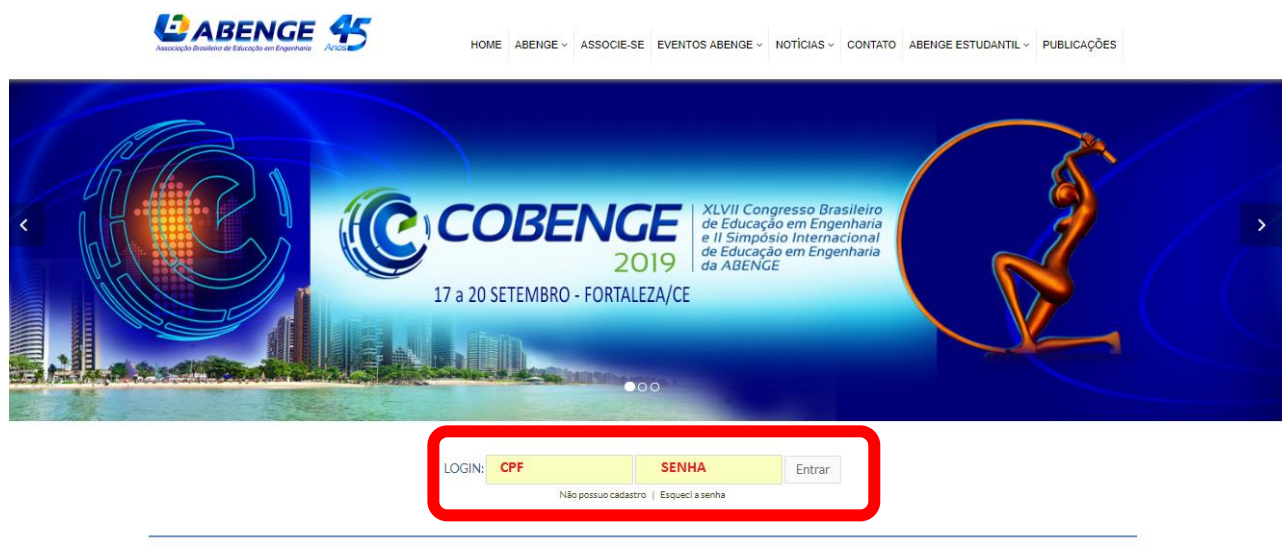 ABENGE 45
Associação Brasileira de Educação em Engenharia Anos
HOME ABENGE ASSOCIE-SE EVENTOS ABENGE NOTÍCIAS CONTATO ABENGE ESTUDANTIL PUBLICAÇÕES
COBENGE
2019
XLVII Congresso Brasileiro
de Educação em Engenharia
e II Simpósio Internacional
de Educação em Engenharia
da ABENGE
17 a 20 SETEMBRO - FORTALEZA/CE
LOGIN: CPF SENHA Entrar
Não possuo cadastro | Esqueci a senha